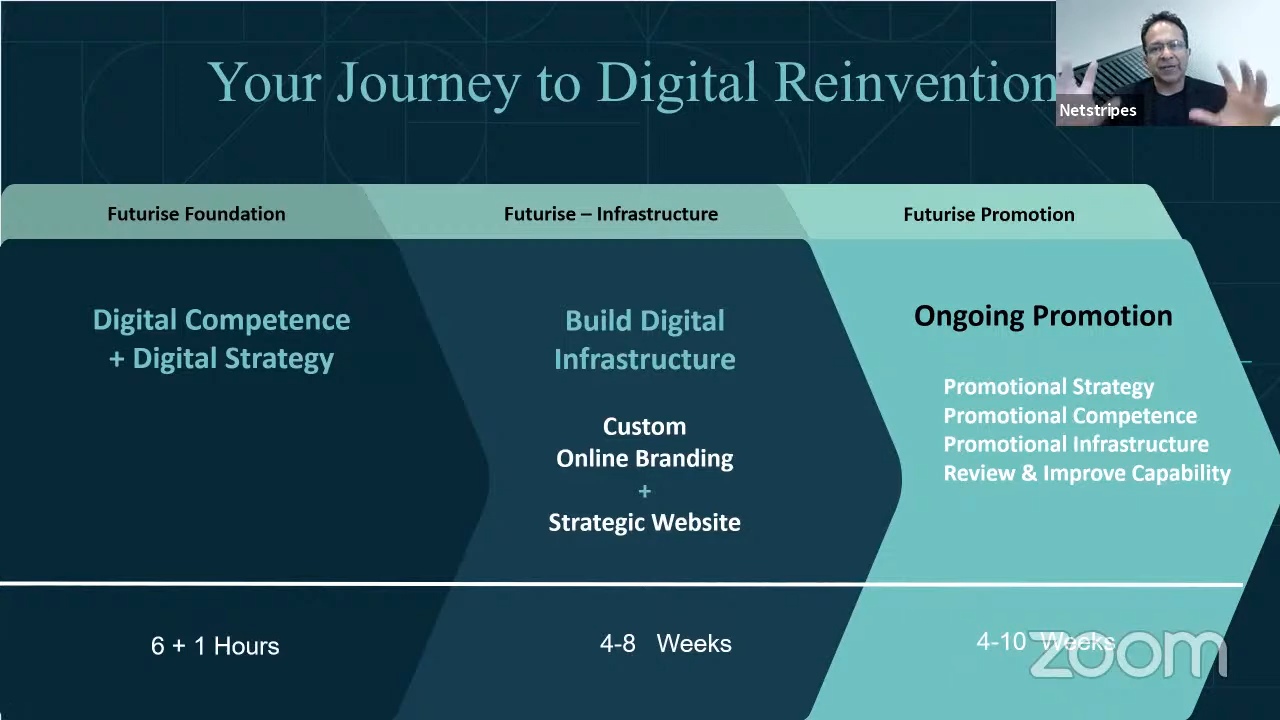 Your Journey to Digital Reinvention
Netstripes
Futurise Foundation
Futurise – Infrastructure
Futurise Promotion
Digital Competence
+ Digital Strategy
Build Digital
Infrastructure
Custom
Online Branding
+
Strategic Website
Ongoing Promotion
Promotional Strategy
Promotional Competence
Promotional Infrastructure
Review & Improve Capability
6 + 1 Hours
4-8 Weeks
4-10 Weeks
zoom